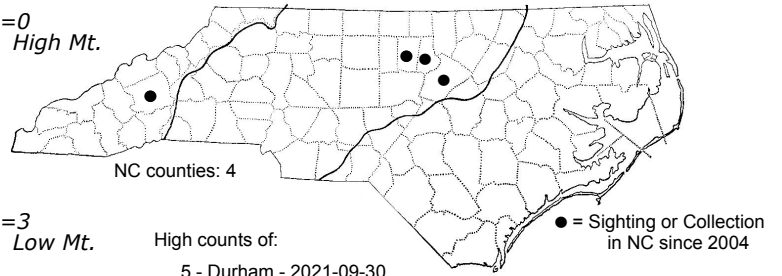 =0
High Mt.
NC counties: 4
=3
Low Mt.
High counts of:
5 - Durham - 2021-09-30
● = Sighting or Collection
in NC since 2004